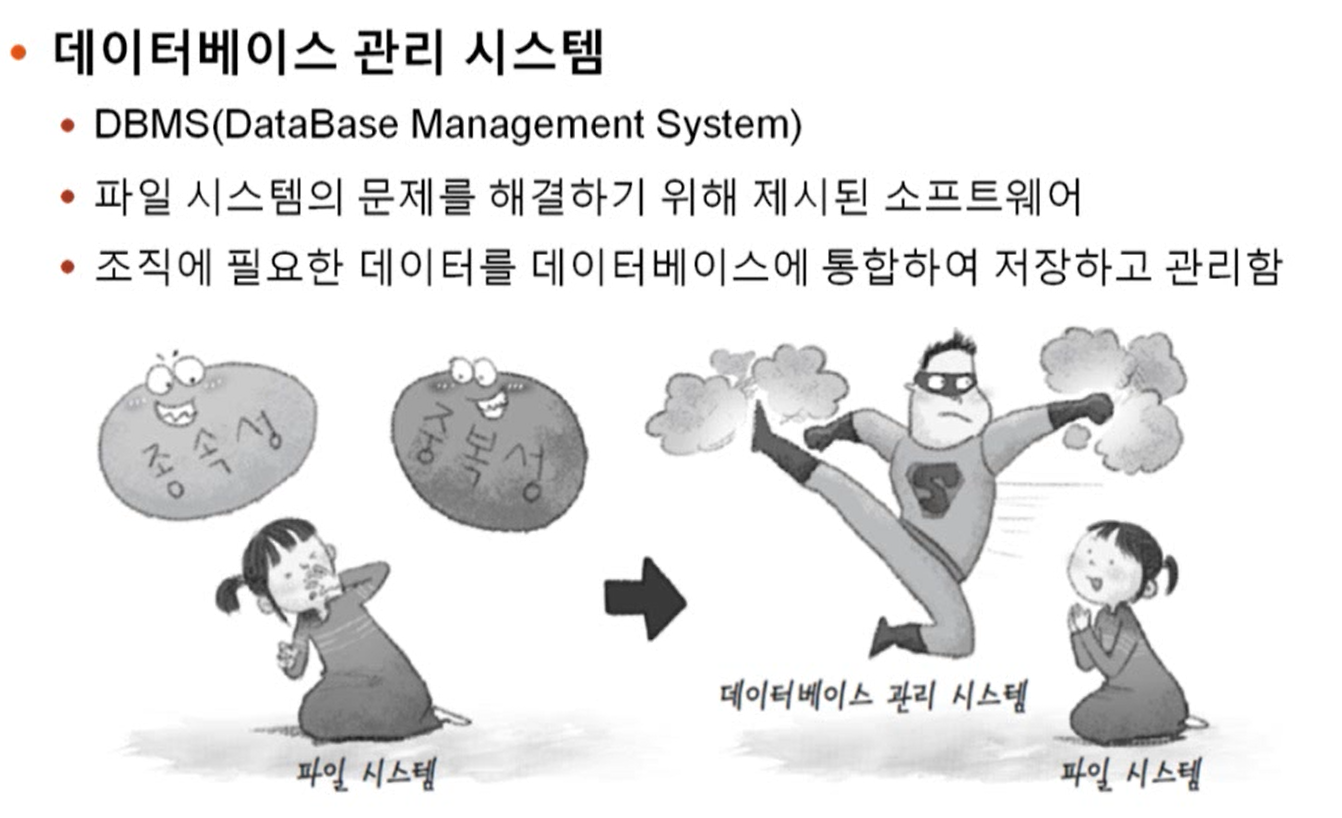 데이터베이스 관리 시스템
DBMS(DataBase Management System)
파일 시스템의 문제를 해결하기 위해 제시된 소프트웨어
조직에 필요한 데이터를 데이터베이스에 통합하여 저장하고 관리함
종속성
중복성
S
데이터베이스 관리 시스템
파일 시스템
파일 시스템